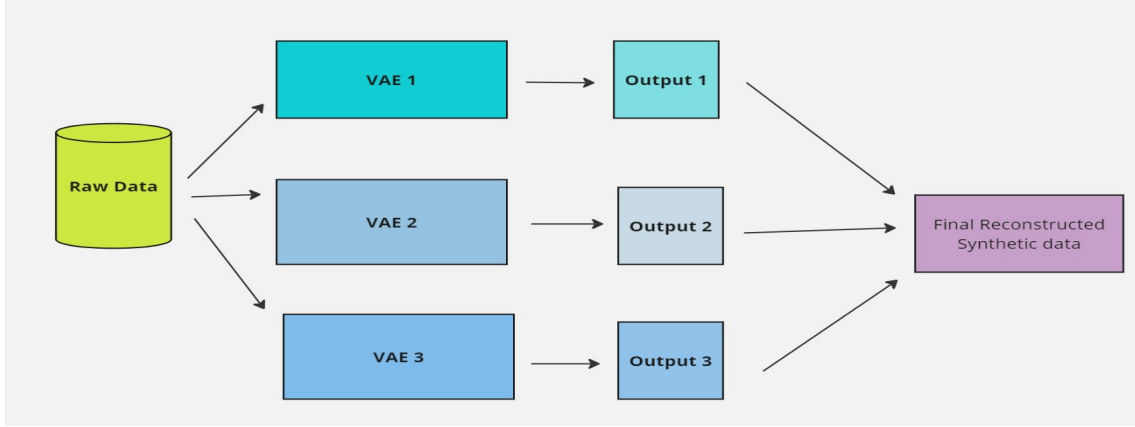 VAE 1
Output 1
Raw Data
VAE 2
Output 2
Final Reconstructed
Synthetic data
VAE 3
Output 3